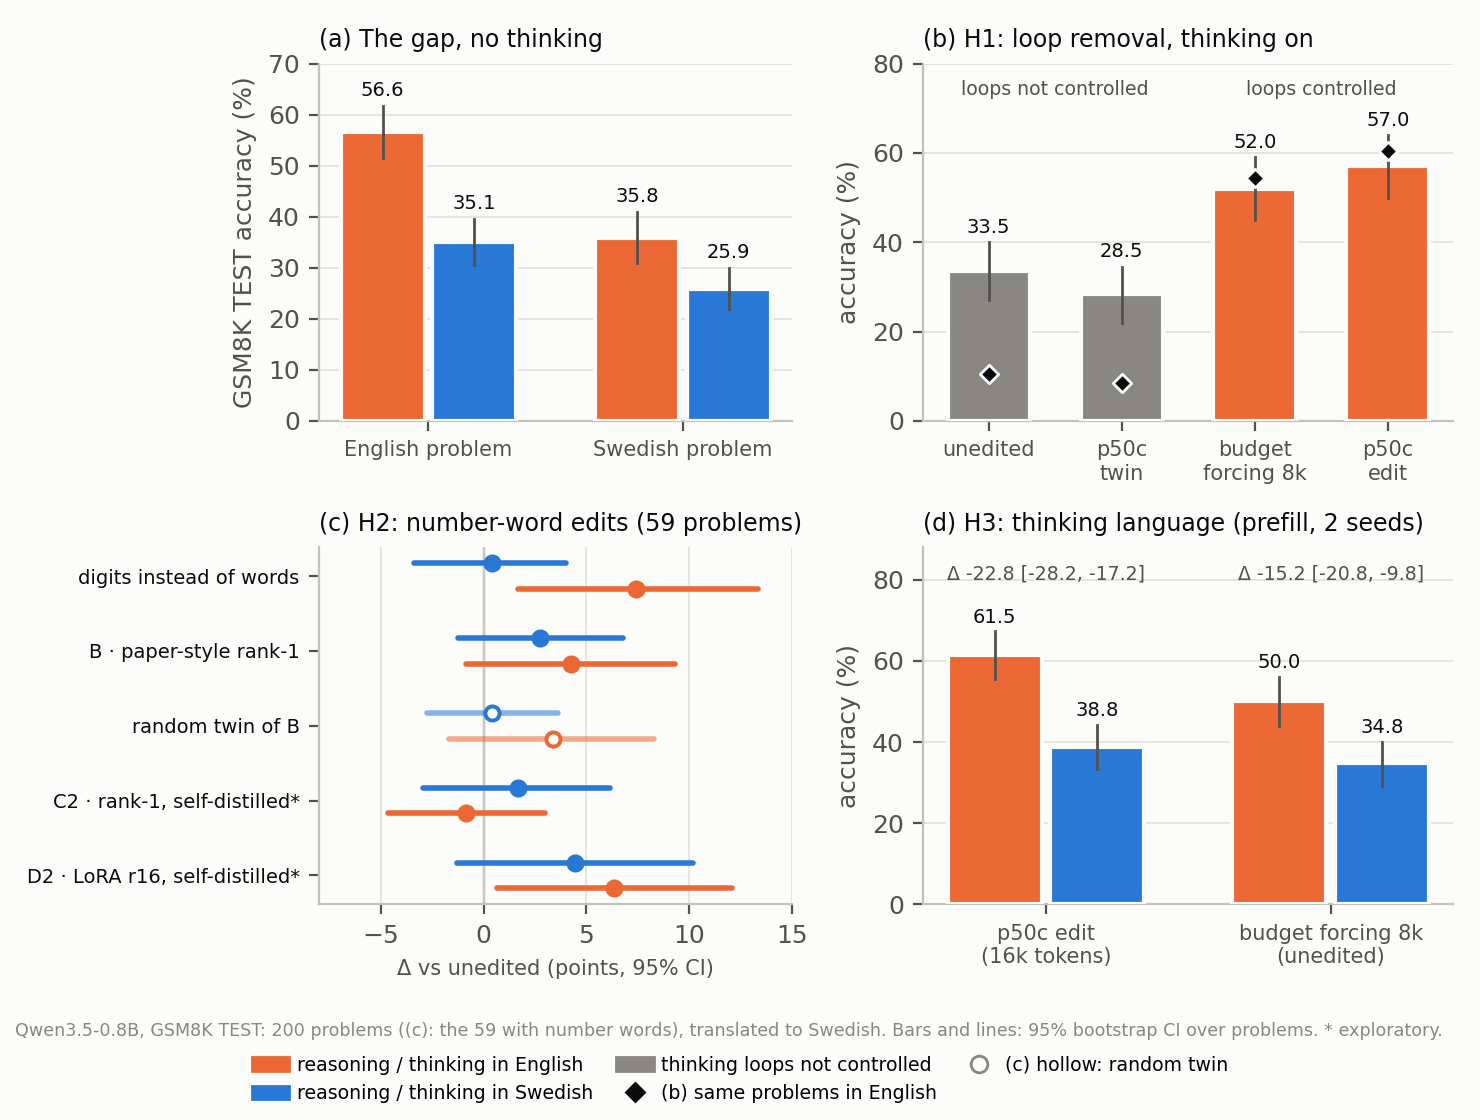 (a) The gap, no thinking
GSM8K TEST accuracy (%)
70
60
50
40
30
20
10
0
56.6
35.1
35.8
25.9
English problem
Swedish problem
(b) H1: loop removal, thinking on
accuracy (%)
80
60
40
20
0
loops not controlled
loops controlled
33.5
28.5
52.0
57.0
unedited
p50c
twin
budget
forcing 8k
p50c
edit
(c) H2: number-word edits (59 problems)
digits instead of words
B · paper-style rank-1
random twin of B
C2 · rank-1, self-distilled*
D2 · LoRA r16, self-distilled*
−5
0
5
10
15
Δ vs unedited (points, 95% CI)
(d) H3: thinking language (prefill, 2 seeds)
accuracy (%)
80
60
40
20
0
Δ -22.8 [-28.2, -17.2]
Δ -15.2 [-20.8, -9.8]
61.5
38.8
50.0
34.8
p50c edit
(16k tokens)
budget forcing 8k
(unedited)
Qwen3.5-0.8B, GSM8K TEST: 200 problems ((c): the 59 with number words), translated to Swedish. Bars and lines: 95% bootstrap CI over problems. * exploratory.
reasoning / thinking in English
reasoning / thinking in Swedish
thinking loops not controlled
(b) same problems in English
(c) hollow: random twin